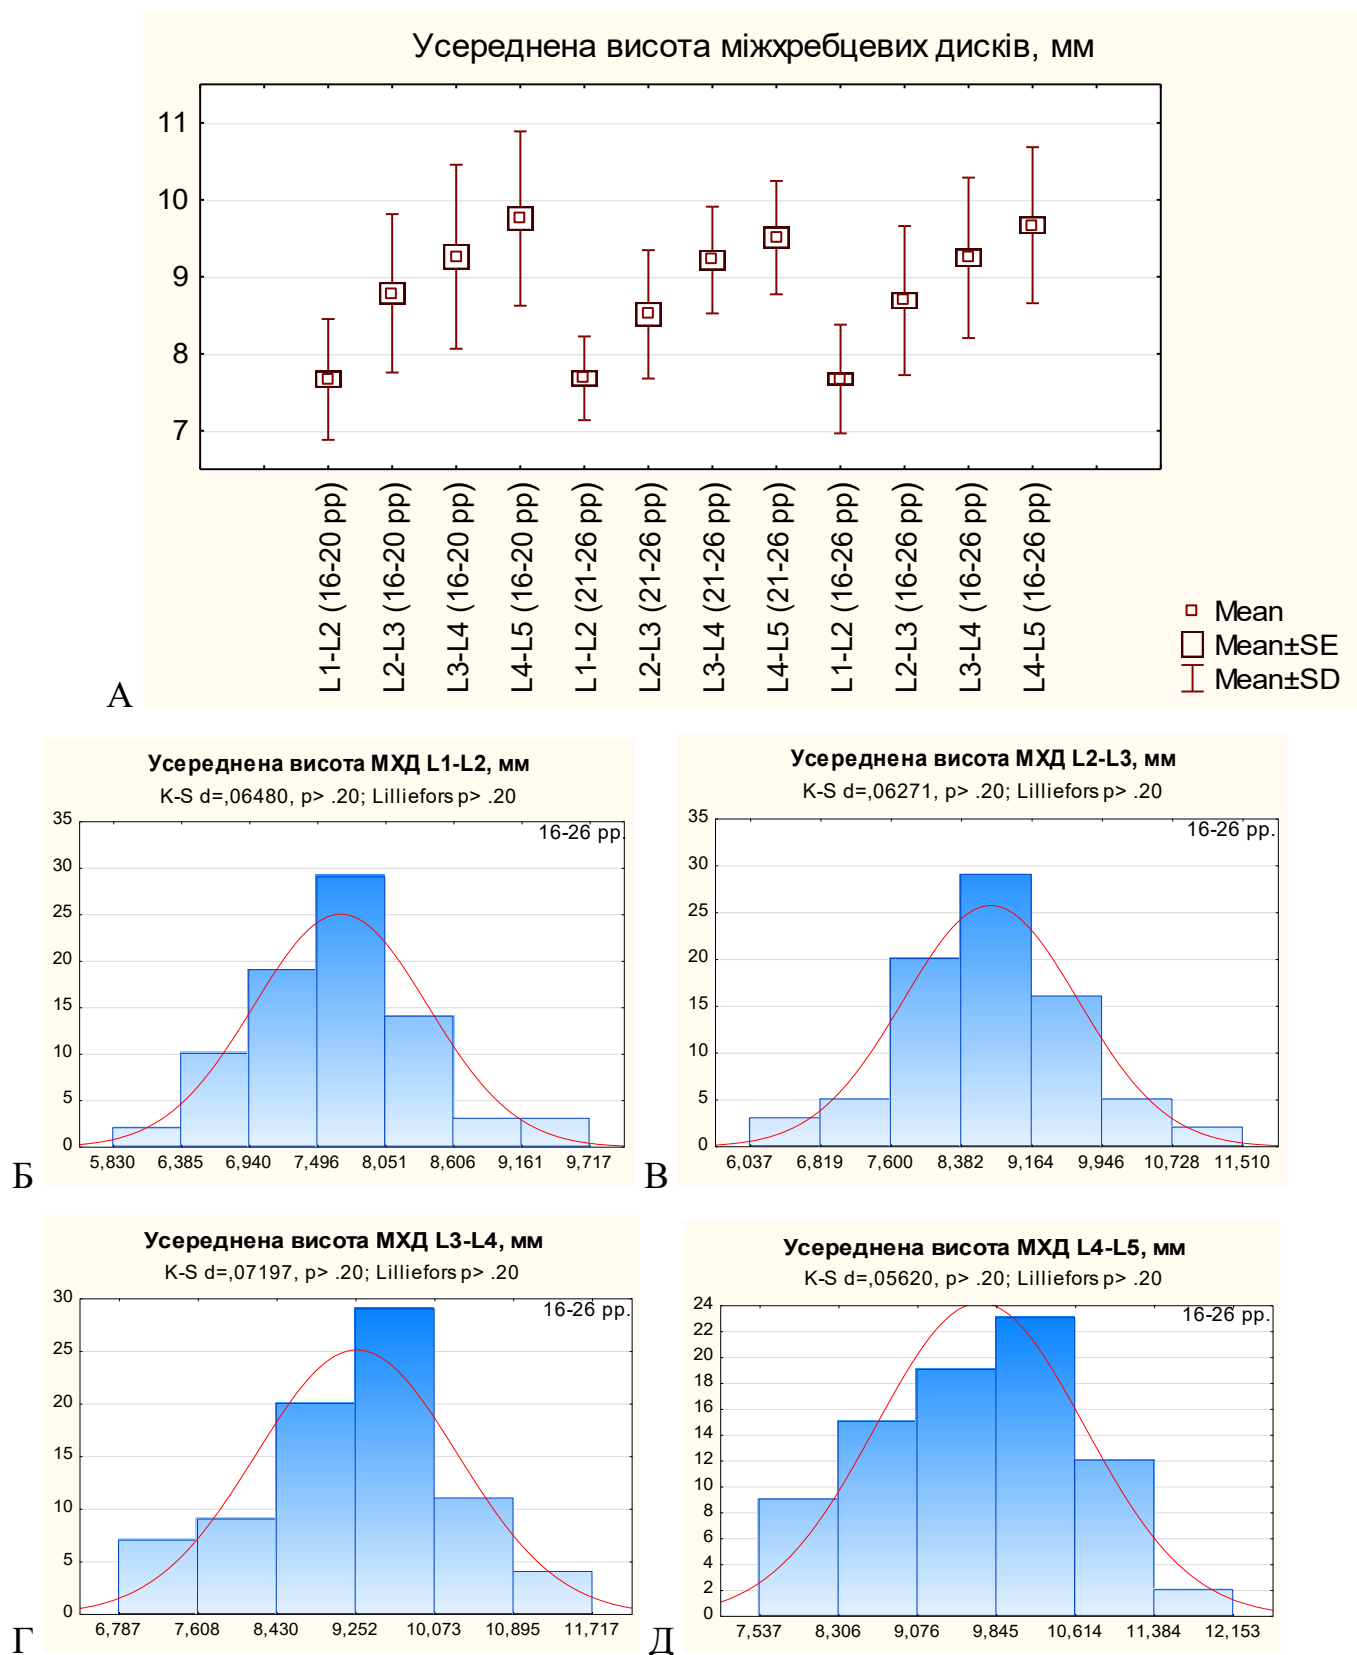 Усереднена висота міжхребцевих дисків, мм
11
10
9
8
7
L1-L2 (16-20 рр)
L2-L3 (16-20 рр)
L3-L4 (16-20 рр)
L4-L5 (16-20 рр)
L1-L2 (21-26 рр)
L2-L3 (21-26 рр)
L3-L4 (21-26 рр)
L4-L5 (21-26 рр)
L1-L2 (16-26 рр)
L2-L3 (16-26 рр)
L3-L4 (16-26 рр)
L4-L5 (16-26 рр)
Mean
Mean±SE
Mean±SD
А
Усереднена висота МХД L1-L2, мм
K-S d=,06480, p> .20; Lilliefors p> .20
16-26 рр.
35
30
25
20
15
10
5
0
5,830 6,385 6,940 7,496 8,051 8,606 9,161 9,717
Б
Усереднена висота МХД L2-L3, мм
K-S d=,06271, p> .20; Lilliefors p> .20
16-26 рр.
35
30
25
20
15
10
5
0
6,037 6,819 7,600 8,382 9,164 9,946 10,728 11,510
В
Усереднена висота МХД L3-L4, мм
K-S d=,07197, p> .20; Lilliefors p> .20
16-26 рр.
30
25
20
15
10
5
0
6,787 7,608 8,430 9,252 10,073 10,895 11,717
Г
Усереднена висота МХД L4-L5, мм
K-S d=,05620, p> .20; Lilliefors p> .20
16-26 рр.
24
22
20
18
16
14
12
10
8
6
4
2
0
7,537 8,306 9,076 9,845 10,614 11,384 12,153
Д